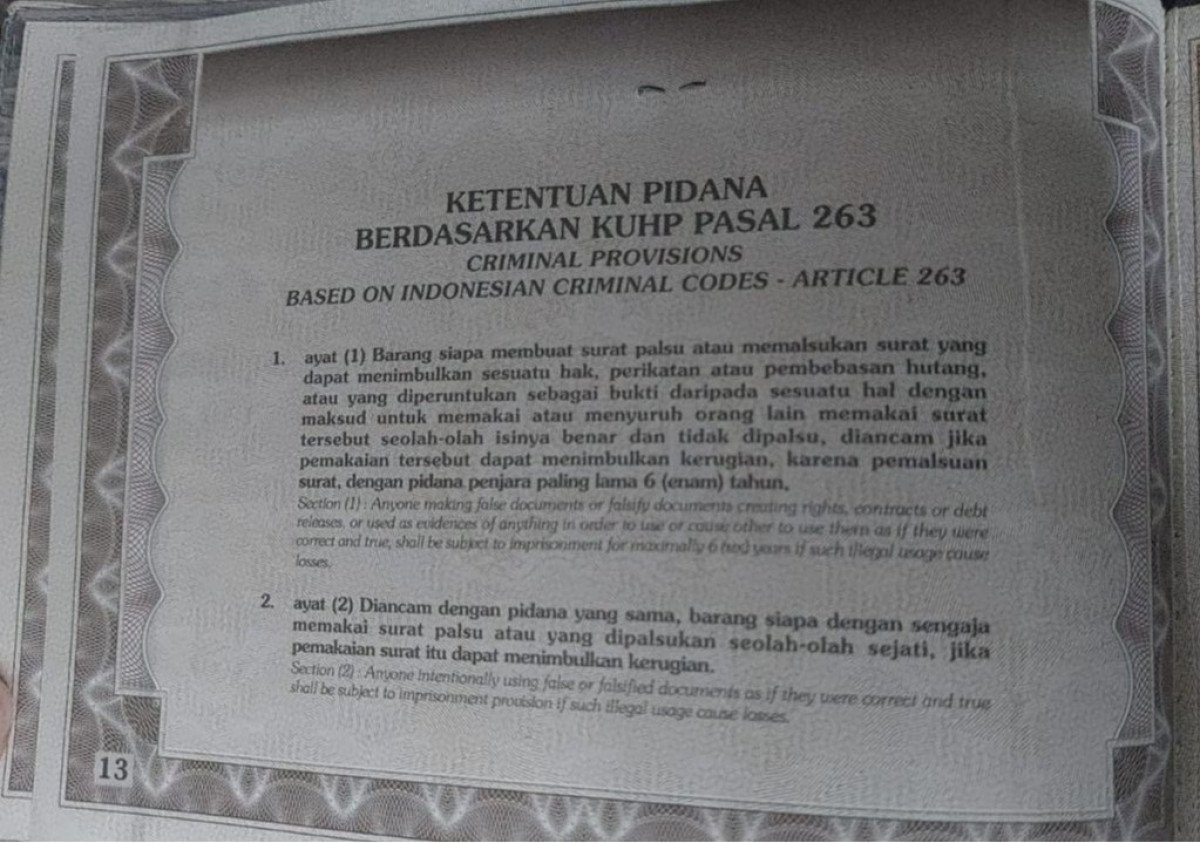 KETENTUAN PIDANA
BERDASARKAN KUHP PASAL 263
CRIMINAL PROVISIONS
BASED ON INDONESIAN CRIMINAL CODES - ARTICLE 263
1. ayat (1) Barang siapa membuat surat palsu atau memalsukan surat yang
dapat menimbulkan sesuatu hak, perikatan atau pembebasan hutang,
atau yang diperuntukan sebagai bukti daripada sesuatu hal dengan
maksud untuk memakai atau menyuruh orang lain memakai surat
tersebut seolah-olah isinya benar dan tidak dipalsu, diancam jika
pemakaian tersebut dapat menimbulkan kerugian, karena pemalsuan
surat, dengan pidana penjara paling lama 6 (enam) tahun.
Section (1) : Anyone making false documents or falsify documents creating rights, contracts or debt
releases, or used as evidences of anything in order to use or cause other to use them as if they were
correct and true, shall be subject to imprisonment for maximally 6 (six) years if such illegal usage cause
losses.
2. ayat (2) Diancam dengan pidana yang sama, barang siapa dengan sengaja
memakai surat palsu atau yang dipalsukan seolah-olah sejati, jika
pemakaian surat itu dapat menimbulkan kerugian.
Section (2) : Anyone intentionally using false or falsified documents as if they were correct and true
shall be subject to imprisonment provision if such illegal usage cause losses.
13